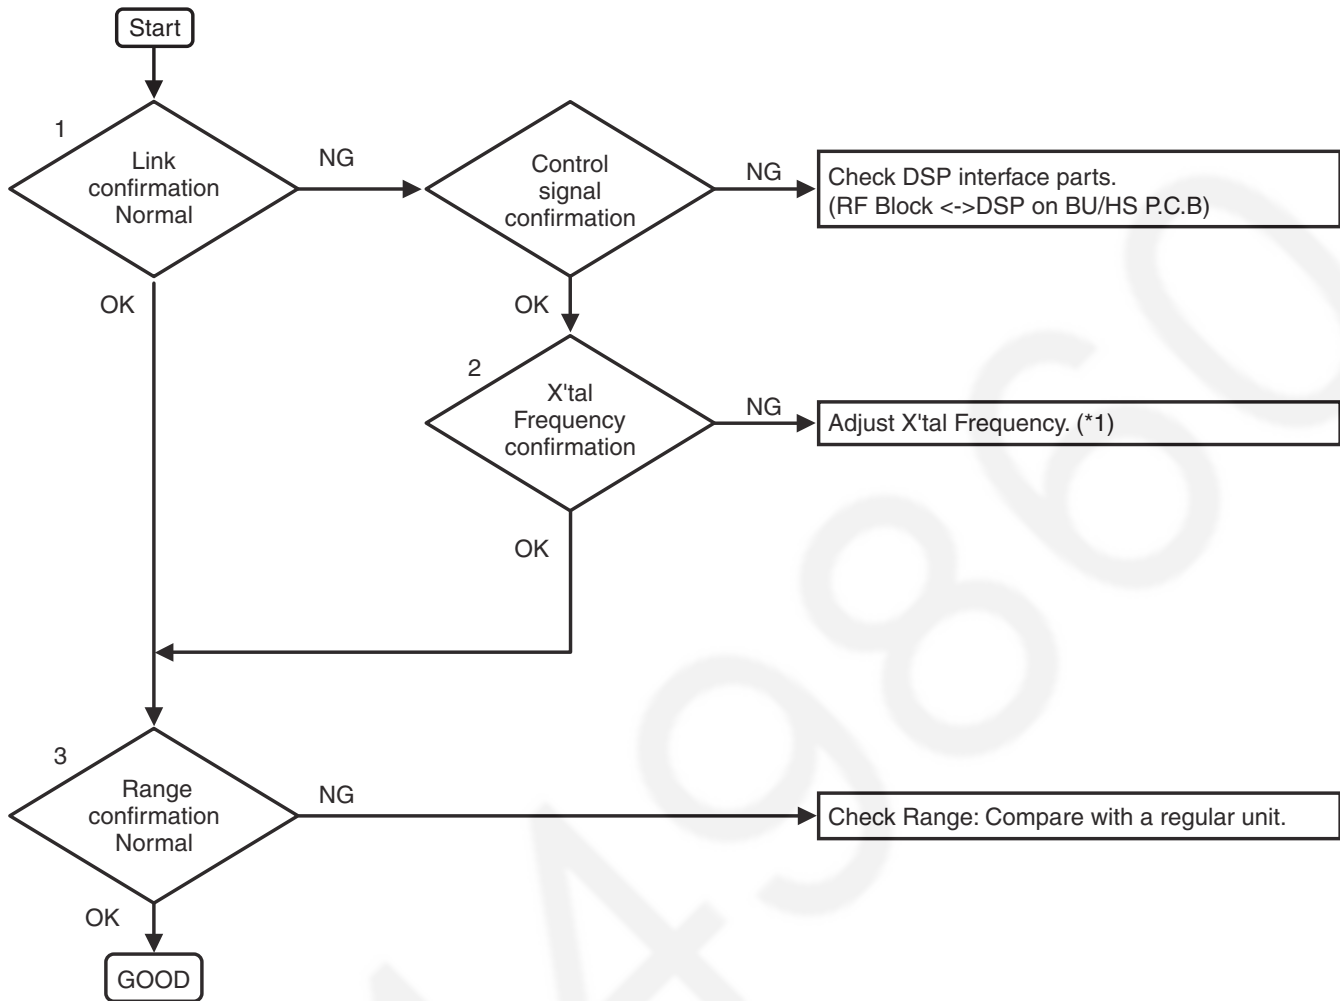 Start
1
Link
confirmation
Normal
NG
Control
signal
confirmation
NG
Check DSP interface parts.
(RF Block <->DSP on BU/HS P.C.B)
OK
OK
2
X'tal
Frequency
confirmation
NG
Adjust X'tal Frequency. (*1)
OK
3
Range
confirmation
Normal
NG
Check Range: Compare with a regular unit.
OK
GOOD
149860